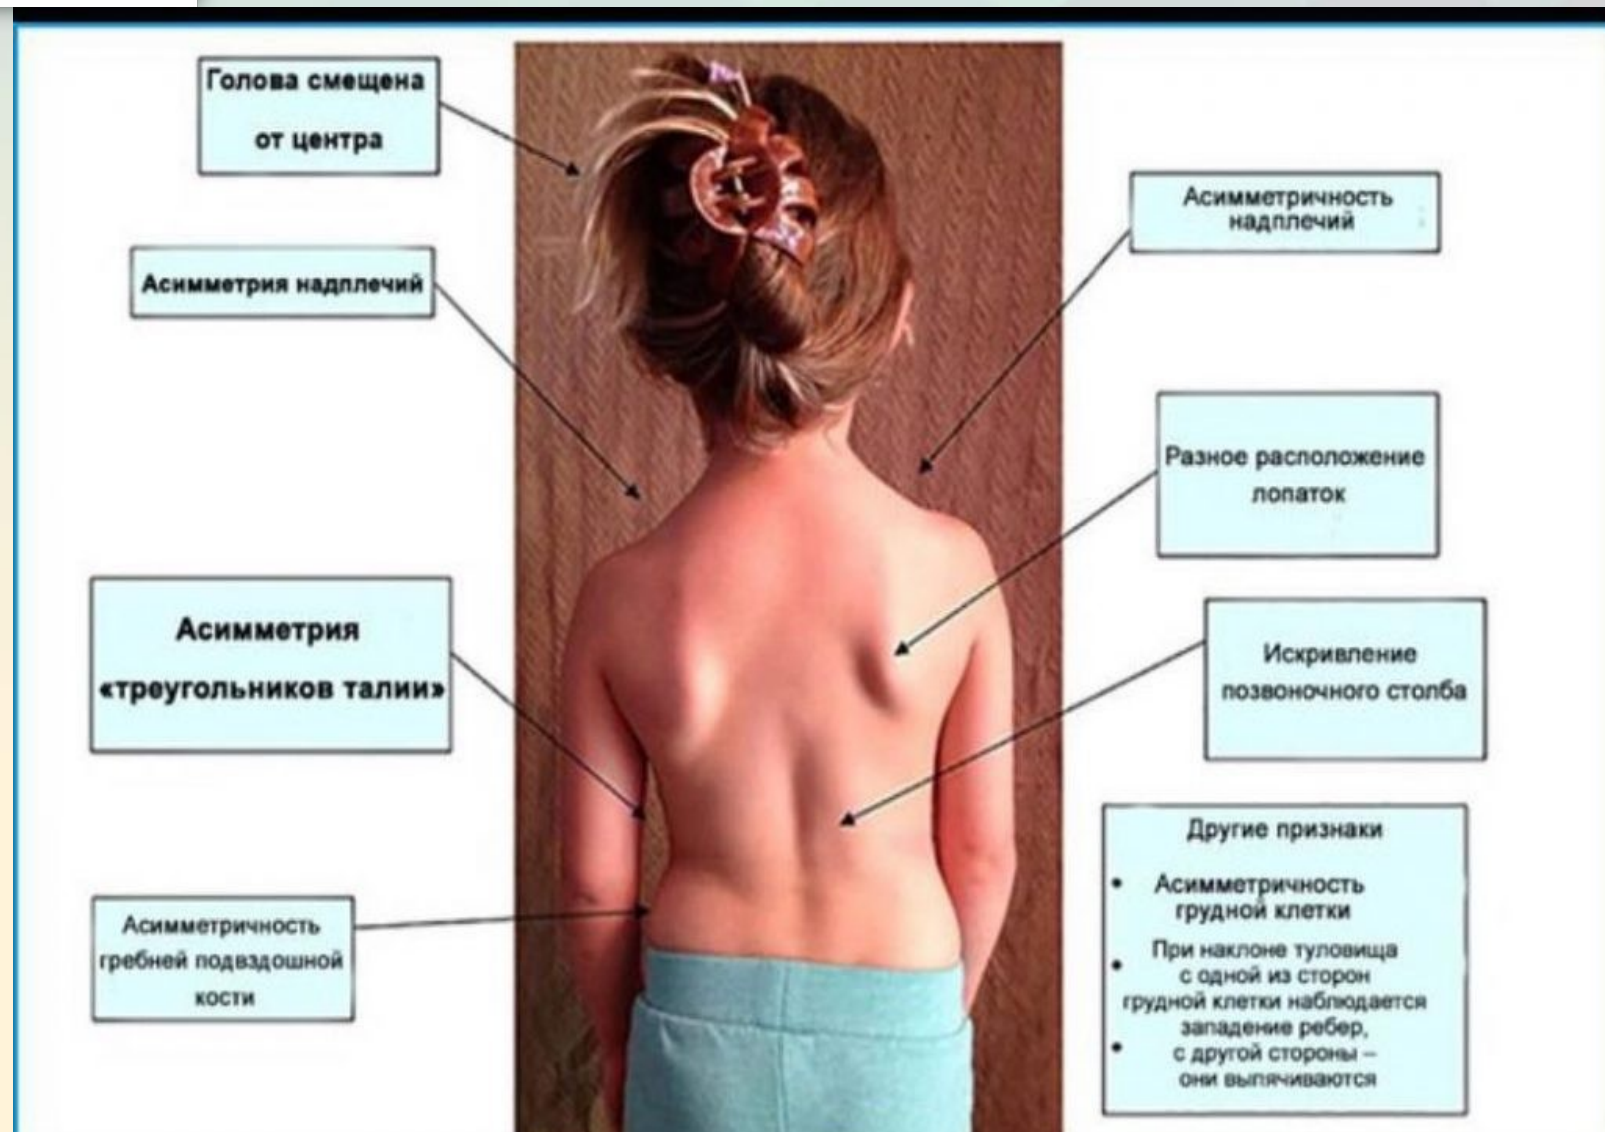 Голова смещена
от центра
Асимметрия надплечий
Асимметрия
«треугольников талии»
Асимметричность
гребней подвздошной
кости
Асимметричность
надплечий
Разное расположение
лопаток
Искривление
позвоночного столба
Другие признаки
• Асимметричность
грудной клетки
При наклоне туловища
• с одной из сторон
грудной клетки наблюдается
западение ребер,
• с другой стороны –
они выпячиваются